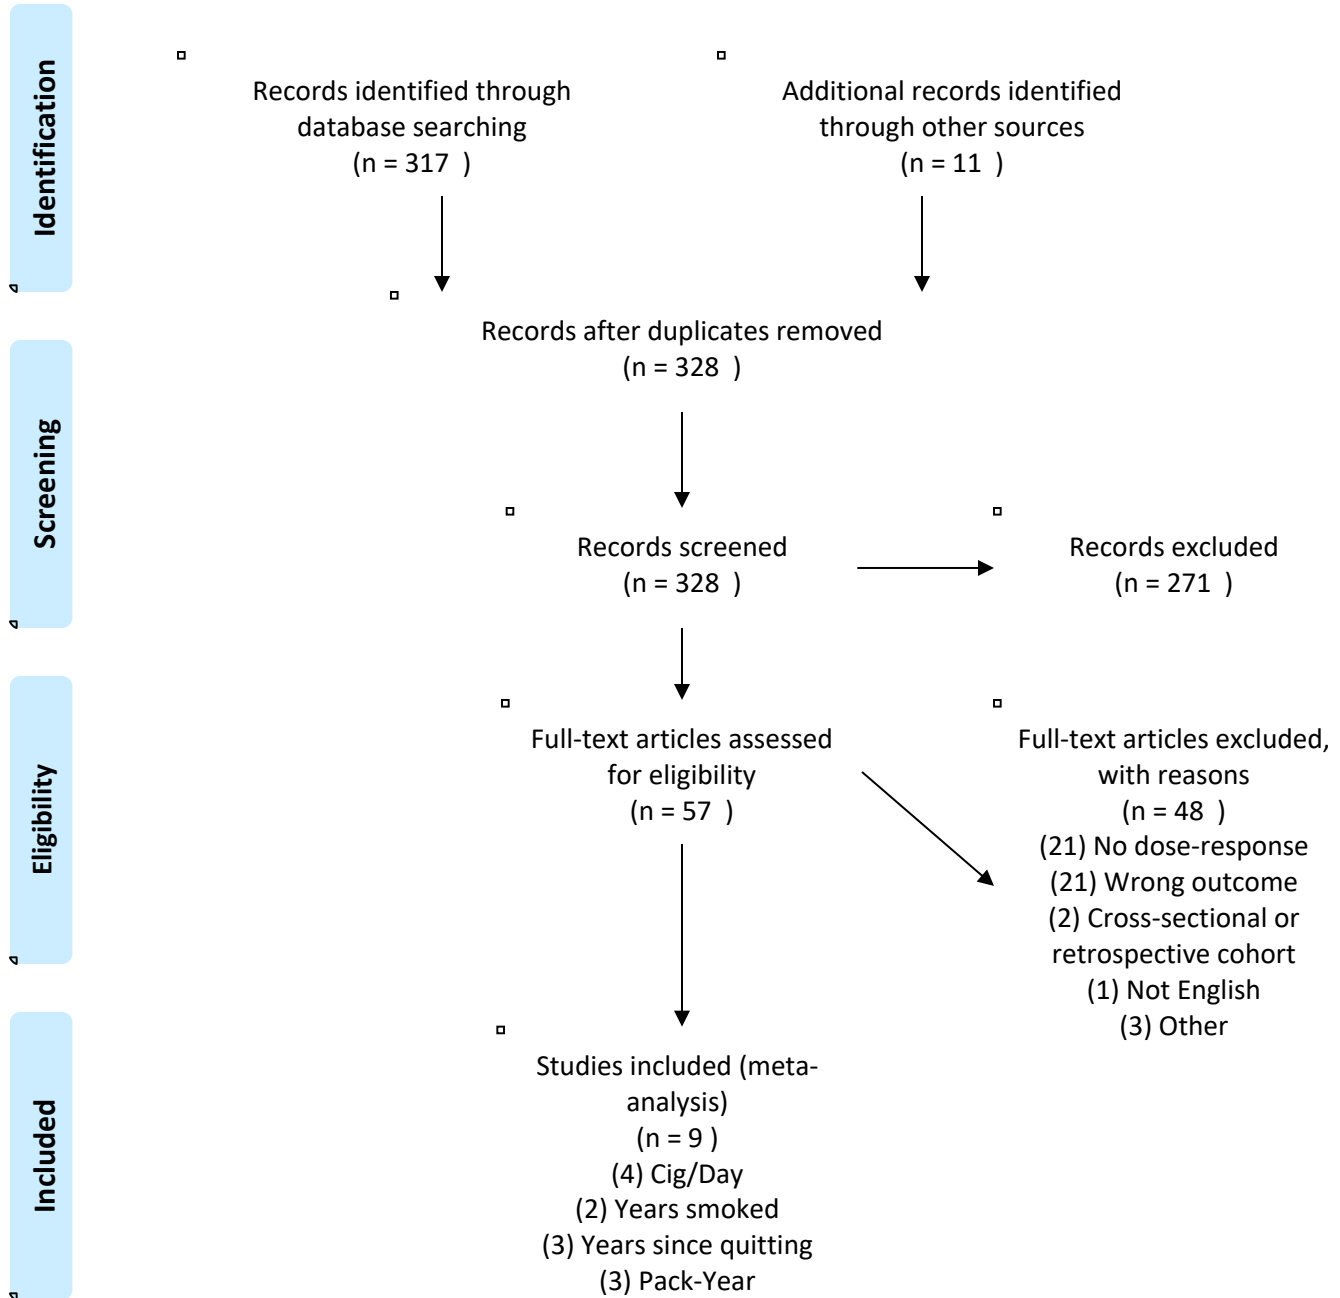 Identification
Records identified through
database searching
(n = 317 )
Additional records identified
through other sources
(n = 11 )
Records after duplicates removed
(n = 328 )
Screening
Records screened
(n = 328 )
Records excluded
(n = 271 )
Eligibility
Full-text articles assessed
for eligibility
(n = 57 )
Full-text articles excluded,
with reasons
(n = 48 )
(21) No dose-response
(21) Wrong outcome
(2) Cross-sectional or
retrospective cohort
(1) Not English
(3) Other
Included
Studies included (meta-
analysis)
(n = 9 )
(4) Cig/Day
(2) Years smoked
(3) Years since quitting
(3) Pack-Year